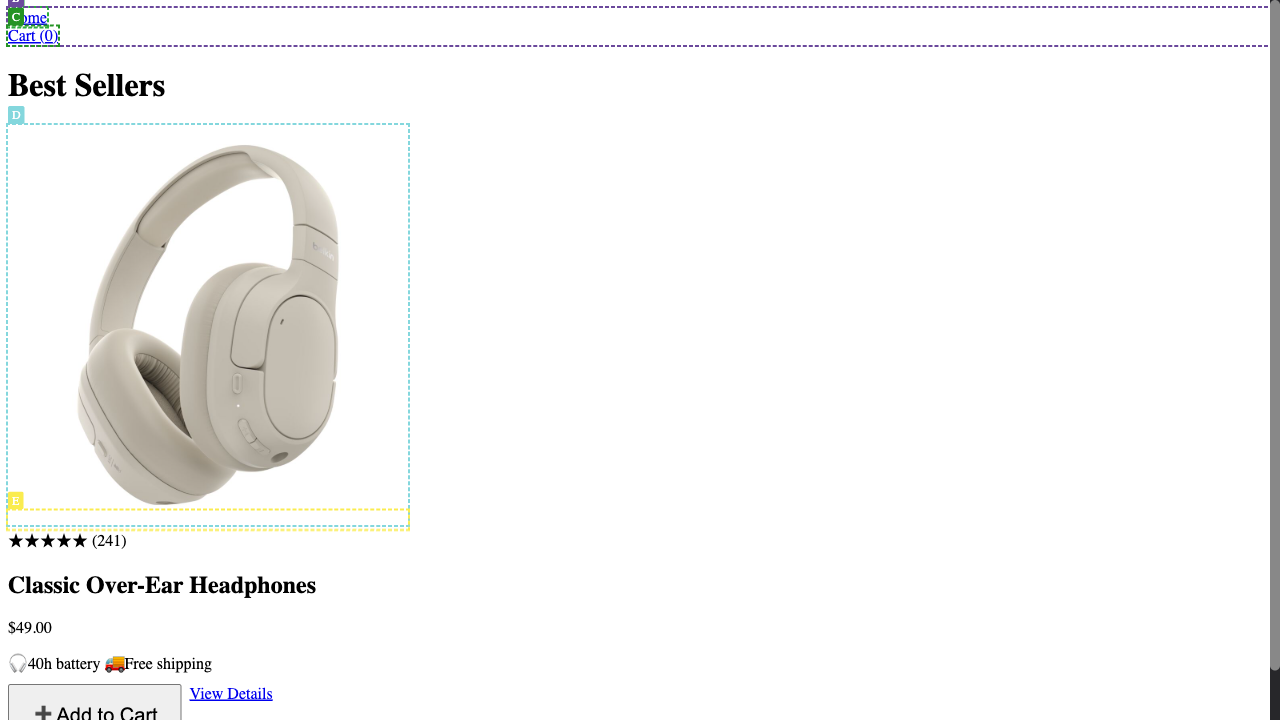 C ome
Cart (0)
Best Sellers
D
E
★★★★★ (241)
Classic Over-Ear Headphones
$49.00
🎧40h battery 🚚Free shipping
➕ Add to Cart View Details